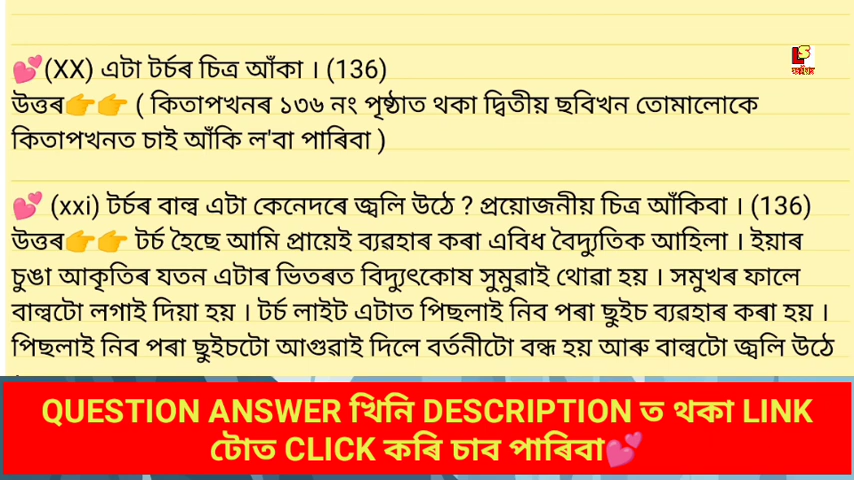 💕(XX) এটা টৰ্চৰ চিত্ৰ আঁকা । (136)
উত্তৰ👉👉 ( কিতাপখনৰ ১৩৬ নং পৃষ্ঠাত থকা দ্বিতীয় ছবিখন তোমালোকে
কিতাপখনত চাই আঁকি ল'বা পাৰিবা )
💕 (xxi) টৰ্চৰ বাল্ব এটা কেনেদৰে জ্বলি উঠে ? প্ৰয়োজনীয় চিত্ৰ আঁকিবা । (136)
উত্তৰ👉👉 টৰ্চ হৈছে আমি প্ৰায়েই ব্যৱহাৰ কৰা এবিধ বৈদ্যুতিক আহিলা । ইয়াৰ
চুঙা আকৃতিৰ যতন এটাৰ ভিতৰত বিদ্যুৎকোষ সুমুৱাই থোৱা হয় । সমুখৰ ফালে
বাল্বটো লগাই দিয়া হয় । টৰ্চ লাইট এটাত পিছলাই নিব পৰা ছুইচ ব্যৱহাৰ কৰা হয় ।
পিছলাই নিব পৰা ছুইচটো আগুৱাই দিলে বৰ্তনীটো বন্ধ হয় আৰু বাল্বটো জ্বলি উঠে
QUESTION ANSWER খিনি DESCRIPTION ত থকা LINK
টোত CLICK কৰি চাব পাৰিবা💕